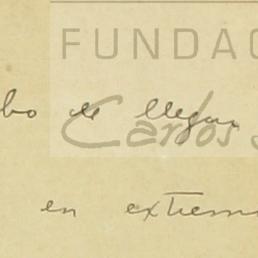 FUNDAC
bo de llegar
Carlos S
en extrem